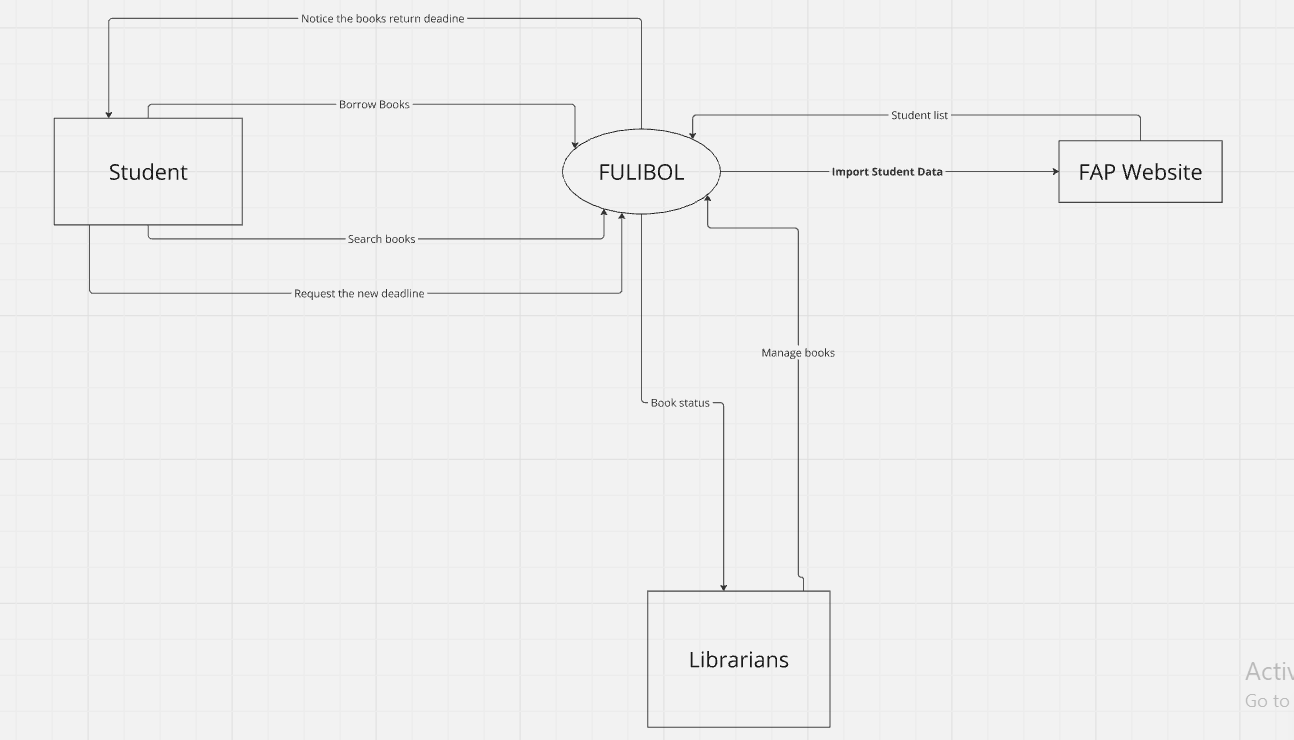 Notice the books return deadine
Borrow Books
Student list
Student
FULIBOL
Import Student Data
FAP Website
Search books
Request the new deadline
Manage books
Book status
Librarians
Go to